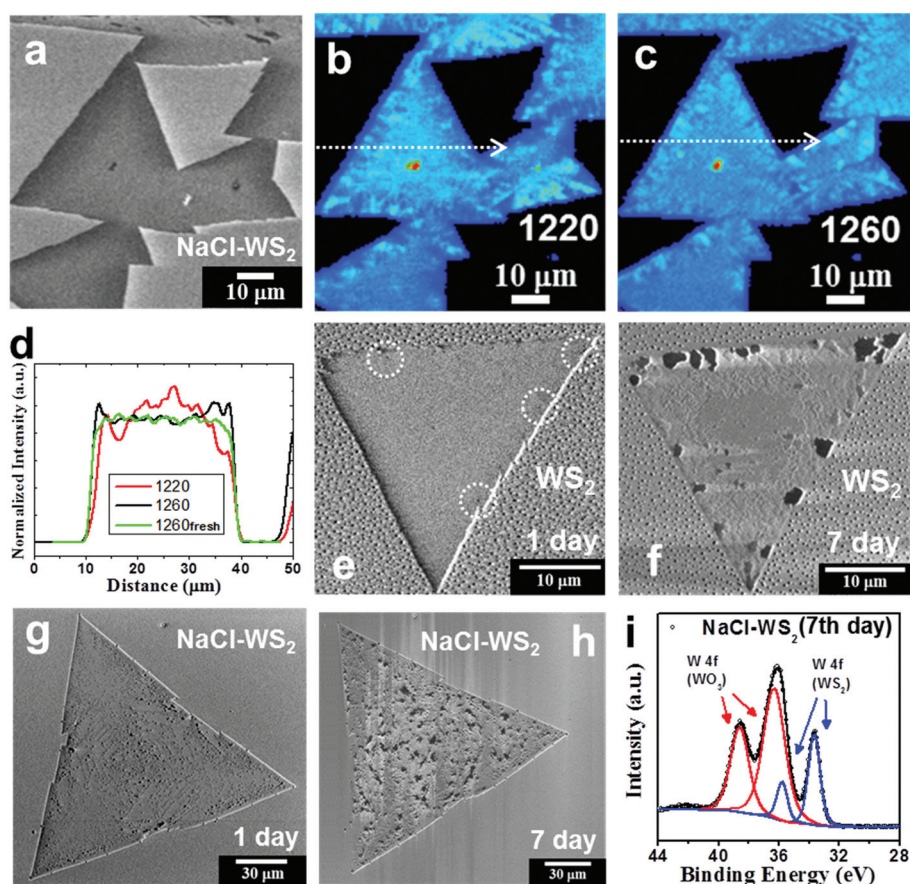 a
NaCl-WS₂
10 μm
b
1220
10 μm
c
1260
10 μm
d
Normalized Intensity (a.u.)
1220
1260
1260fresh
0 10 20 30 40 50
Distance (μm)
WS₂
e
1 day
10 μm
WS₂
f
7 day
10 μm
g
NaCl-WS₂
1 day
30 μm
NaCl-WS₂
h
7 day
30 μm
i
NaCl-WS₂(7th day)
W 4f
(WO₃)
W 4f
(WS₂)
Intensity (a.u.)
44 40 36 32 28
Binding Energy (eV)